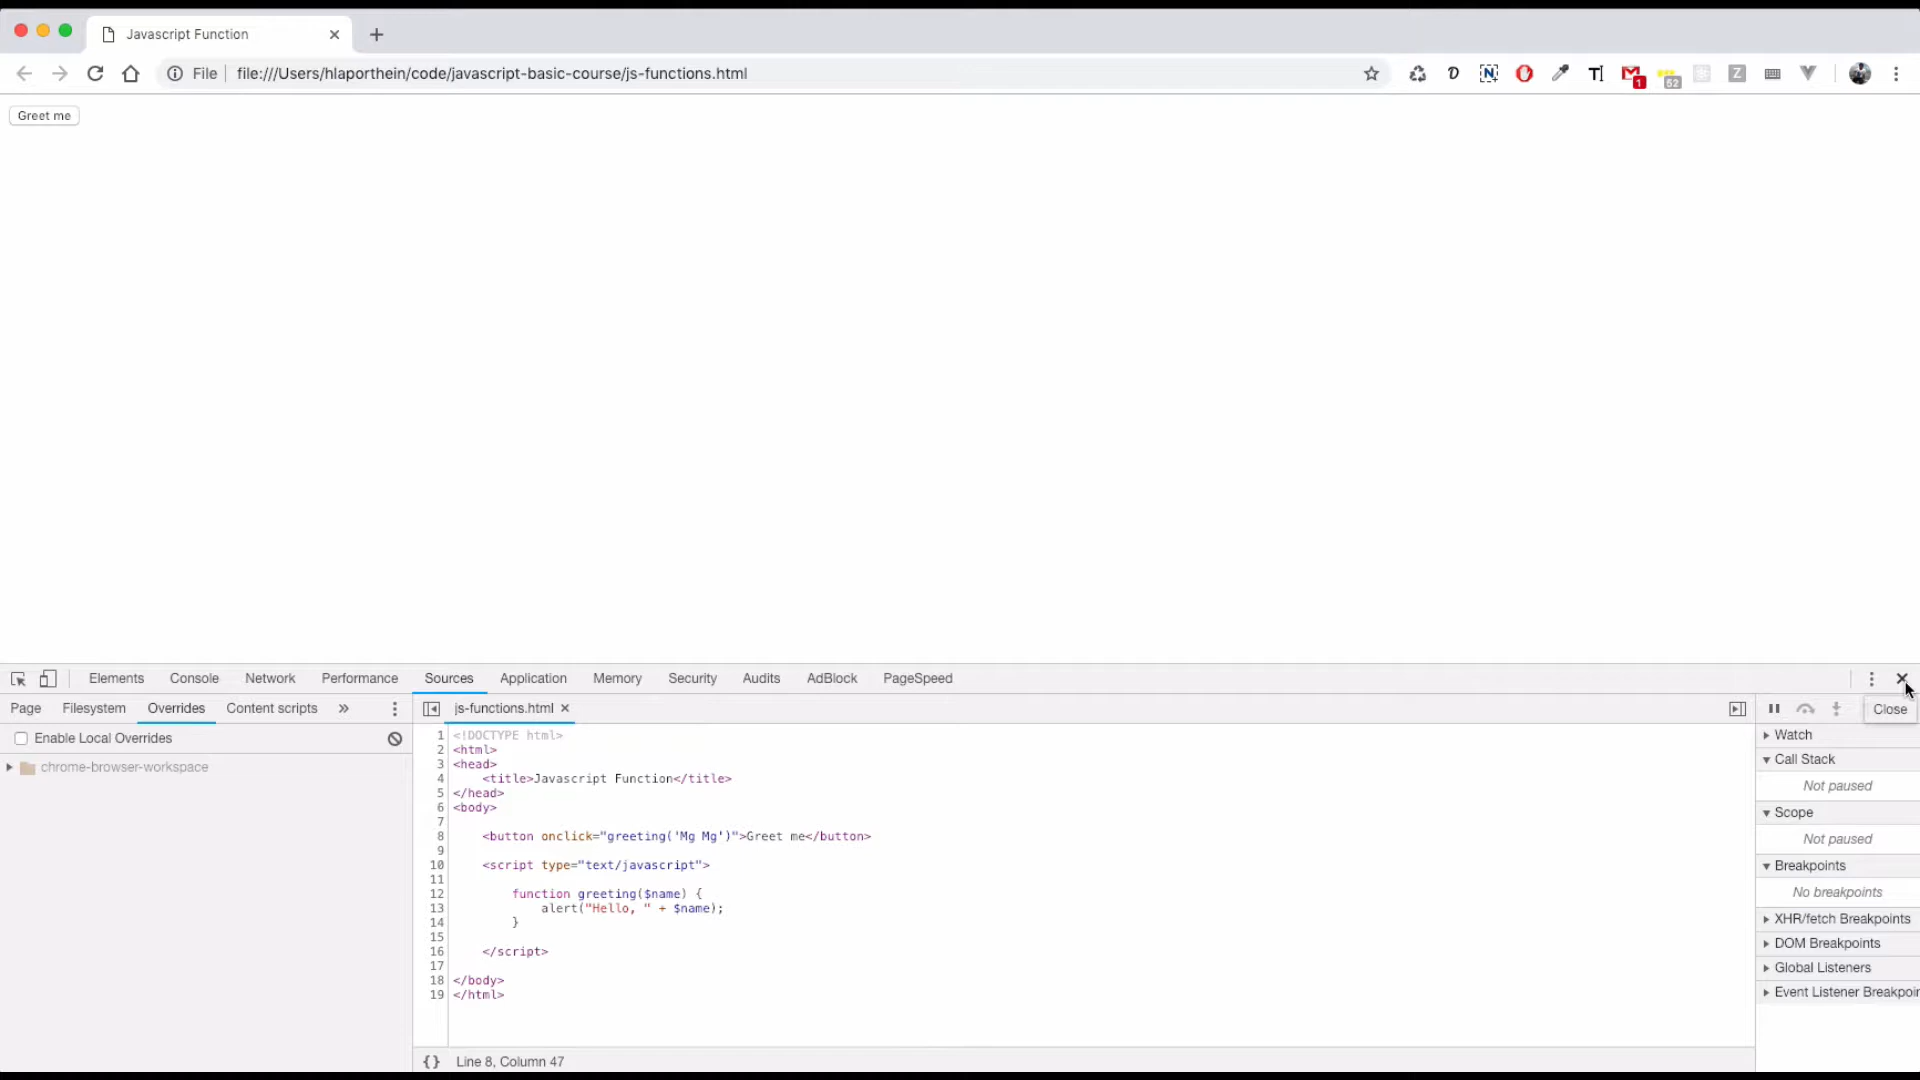 Javascript Function
File file:///Users/hlaporthein/code/javascript-basic-course/js-functions.html
1 52 Z
Greet me
Elements Console Network Performance Sources Application Memory Security Audits AdBlock PageSpeed
Page Filesystem Overrides Content scripts » js-functions.html Close
Enable Local Overrides
chrome-browser-workspace
1 <!DOCTYPE html>
2 <html>
3 <head>
4 <title>Javascript Function</title>
5 </head>
6 <body>
7
8 <button onclick="greeting('Mg Mg')">Greet me</button>
9
10 <script type="text/javascript">
11
12 function greeting($name) {
13 alert("Hello, " + $name);
14 }
15
16 </script>
17
18 </body>
19 </html>
{} Line 8, Column 47
Watch
Call Stack
Not paused
Scope
Not paused
Breakpoints
No breakpoints
XHR/fetch Breakpoints
DOM Breakpoints
Global Listeners
Event Listener Breakpoin